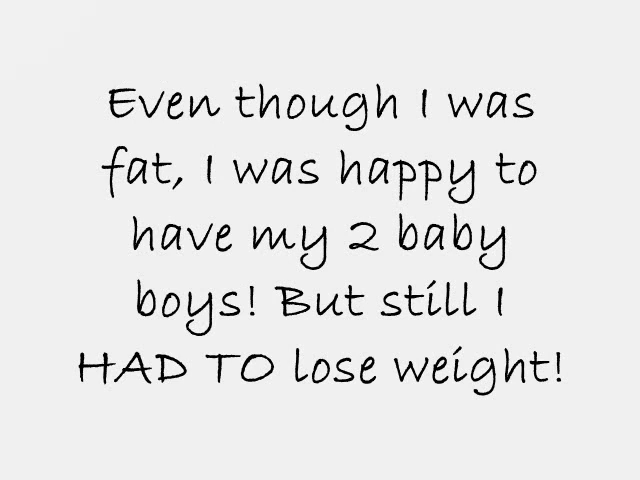 Even though I was
fat, I was happy to
have my 2 baby
boys! But still I
HAD TO lose weight!